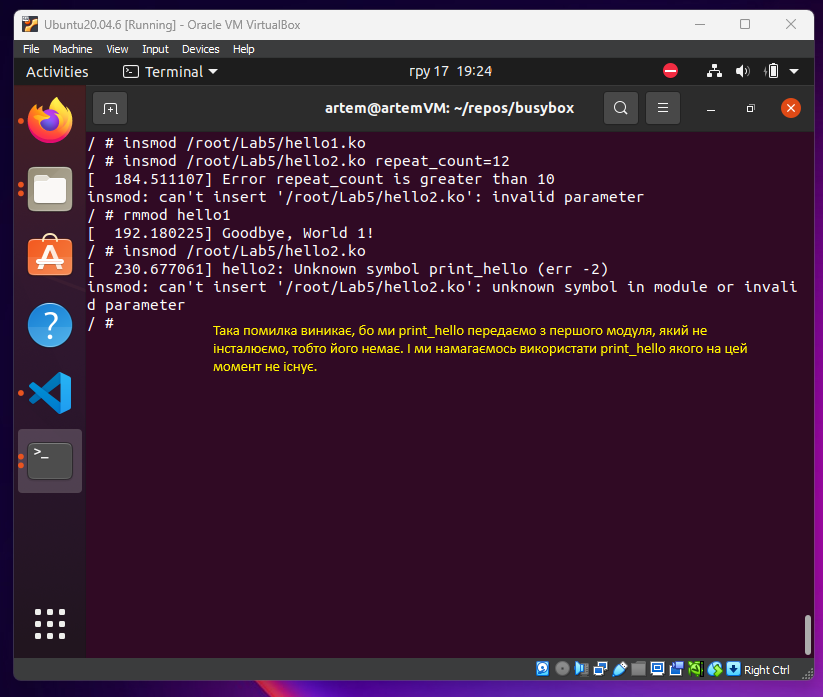 Ubuntu20.04.6 [Running] - Oracle VM VirtualBox
File Machine View Input Devices Help
Activities Terminal гру 17 19:24
artem@artemVM: ~/repos/busybox
/ # insmod /root/Lab5/hello1.ko
/ # insmod /root/Lab5/hello2.ko repeat_count=12
[  184.511107] Error repeat_count is greater than 10
insmod: can't insert '/root/Lab5/hello2.ko': invalid parameter
/ # rmmod hello1
[  192.180225] Goodbye, World 1!
/ # insmod /root/Lab5/hello2.ko
[  230.677061] hello2: Unknown symbol print_hello (err -2)
insmod: can't insert '/root/Lab5/hello2.ko': unknown symbol in module or invali
d parameter
/ #
Така помилка виникає, бо ми print_hello передаємо з першого модуля, який не
інсталюємо, тобто його немає. І ми намагаємось використати print_hello якого на цей
момент не існує.
Right Ctrl